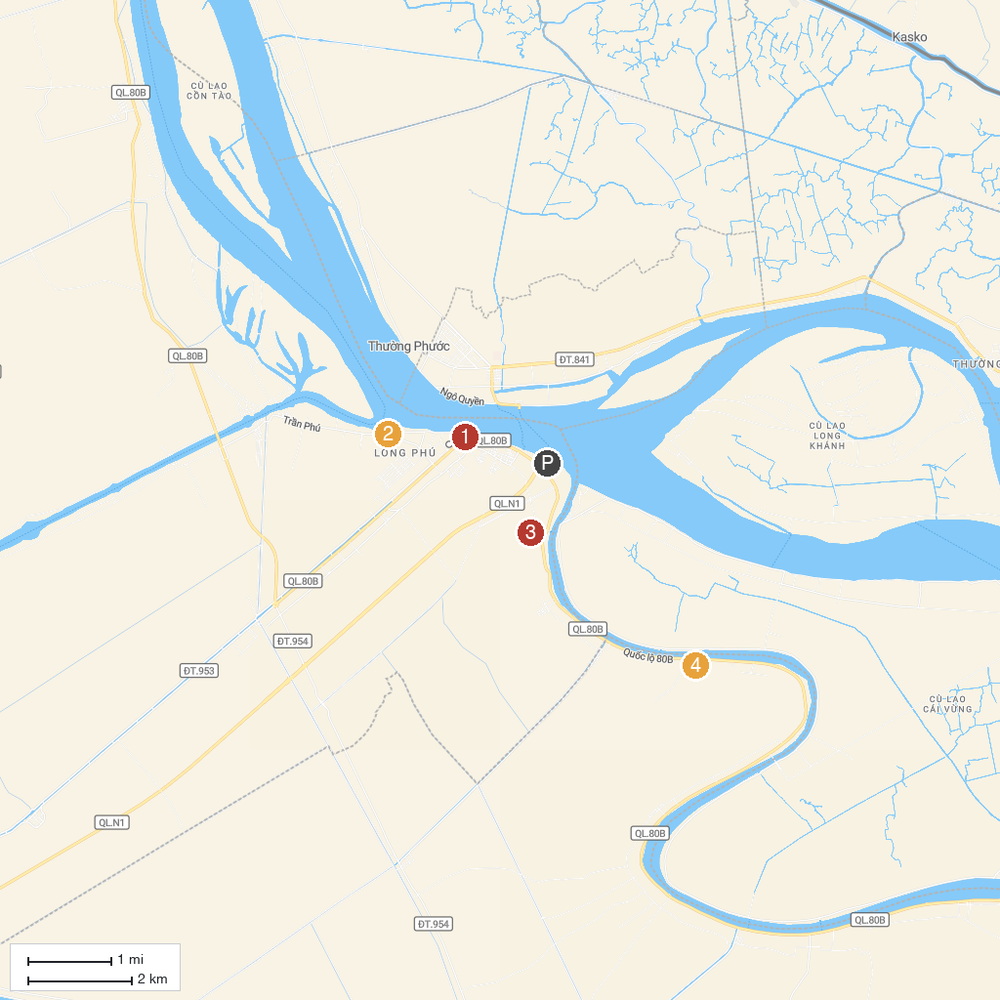 Kasko
CÙ LAO
CỒN TÀO
QL.80B
Thường Phước
QL.80B
ĐT.841
THƯỜNG
Ngô Quyền
Trần Phú
2
1
QL.80B
CÙ LAO
LONG
KHÁNH
LONG PHÚ
P
QL.N1
3
QL.80B
QL.80B
ĐT.954
Quốc lộ 80B
4
ĐT.953
CÙ LAO
CÁI VỪNG
QL.N1
QL.80B
ĐT.954
QL.80B
1 mi
2 km